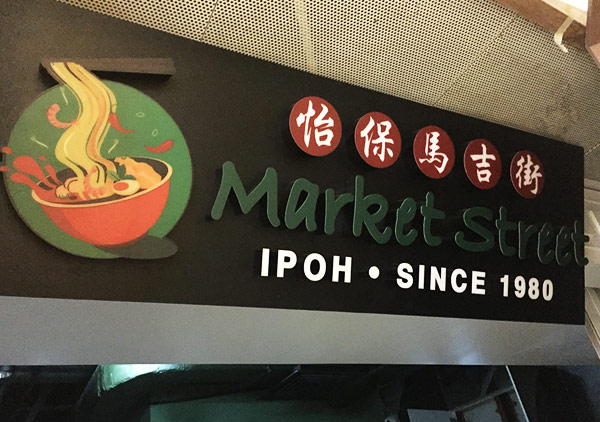 怡保馬吉街
Market Street
IPOH • SINCE 1980